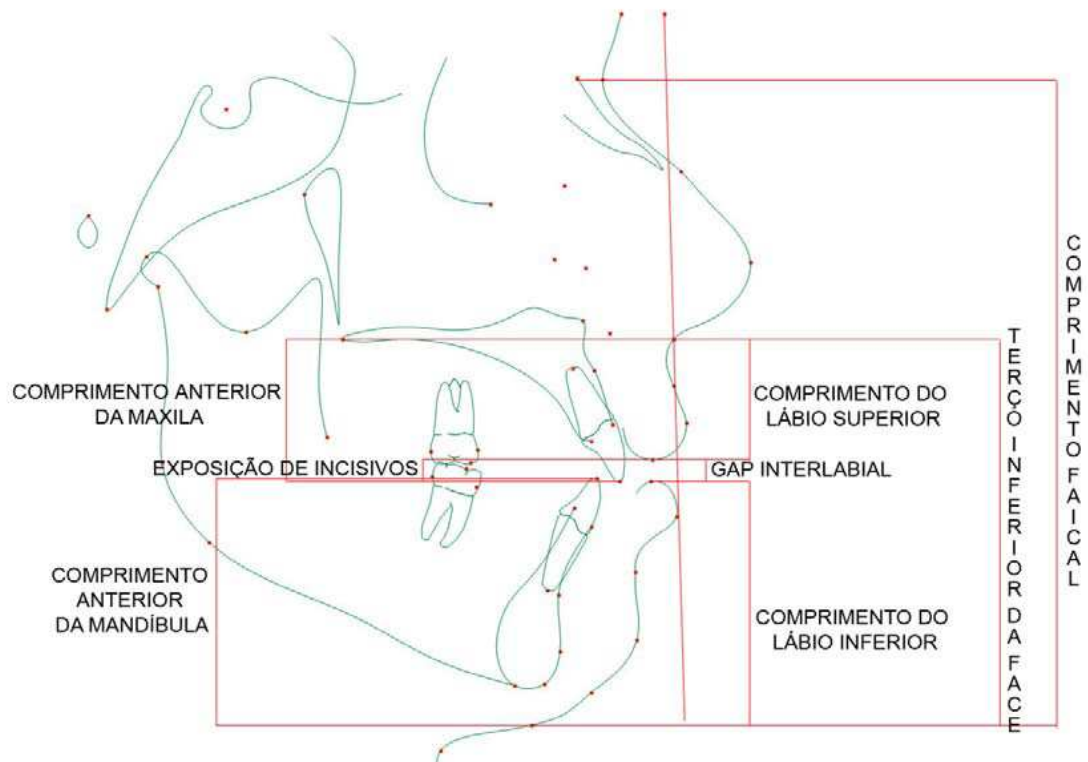 COMPRIMENTO ANTERIOR
DA MAXILA
EXPOSIÇÃO DE INCISIVOS
COMPRIMENTO
ANTERIOR
DA MANDÍBULA
COMPRIMENTO DO
LÁBIO SUPERIOR
GAP INTERLABIAL
COMPRIMENTO DO
LÁBIO INFERIOR
TERÇO INFERIOR DA FACE
COMPRIMENTO FAICAL